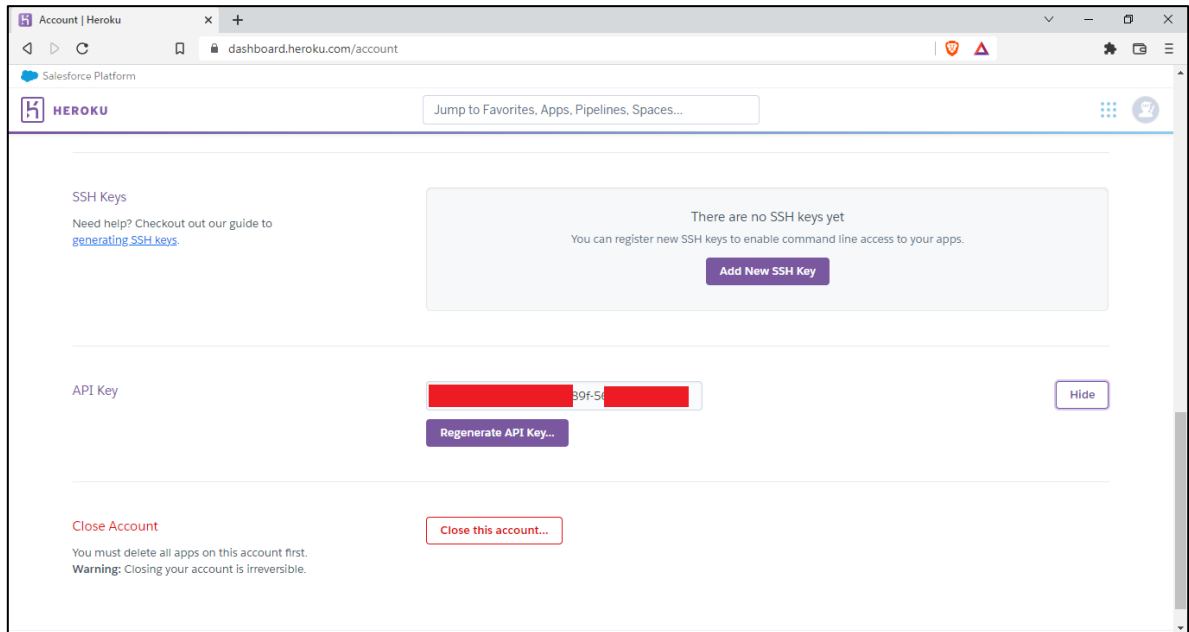 Account | Heroku
dashboard.heroku.com/account
Salesforce Platform
HEROKU
Jump to Favorites, Apps, Pipelines, Spaces...
SSH Keys
Need help? Checkout out our guide to
generating SSH keys.
There are no SSH keys yet
You can register new SSH keys to enable command line access to your apps.
Add New SSH Key
API Key
39f-56
Hide
Regenerate API Key...
Close Account
You must delete all apps on this account first.
Warning: Closing your account is irreversible.
Close this account...